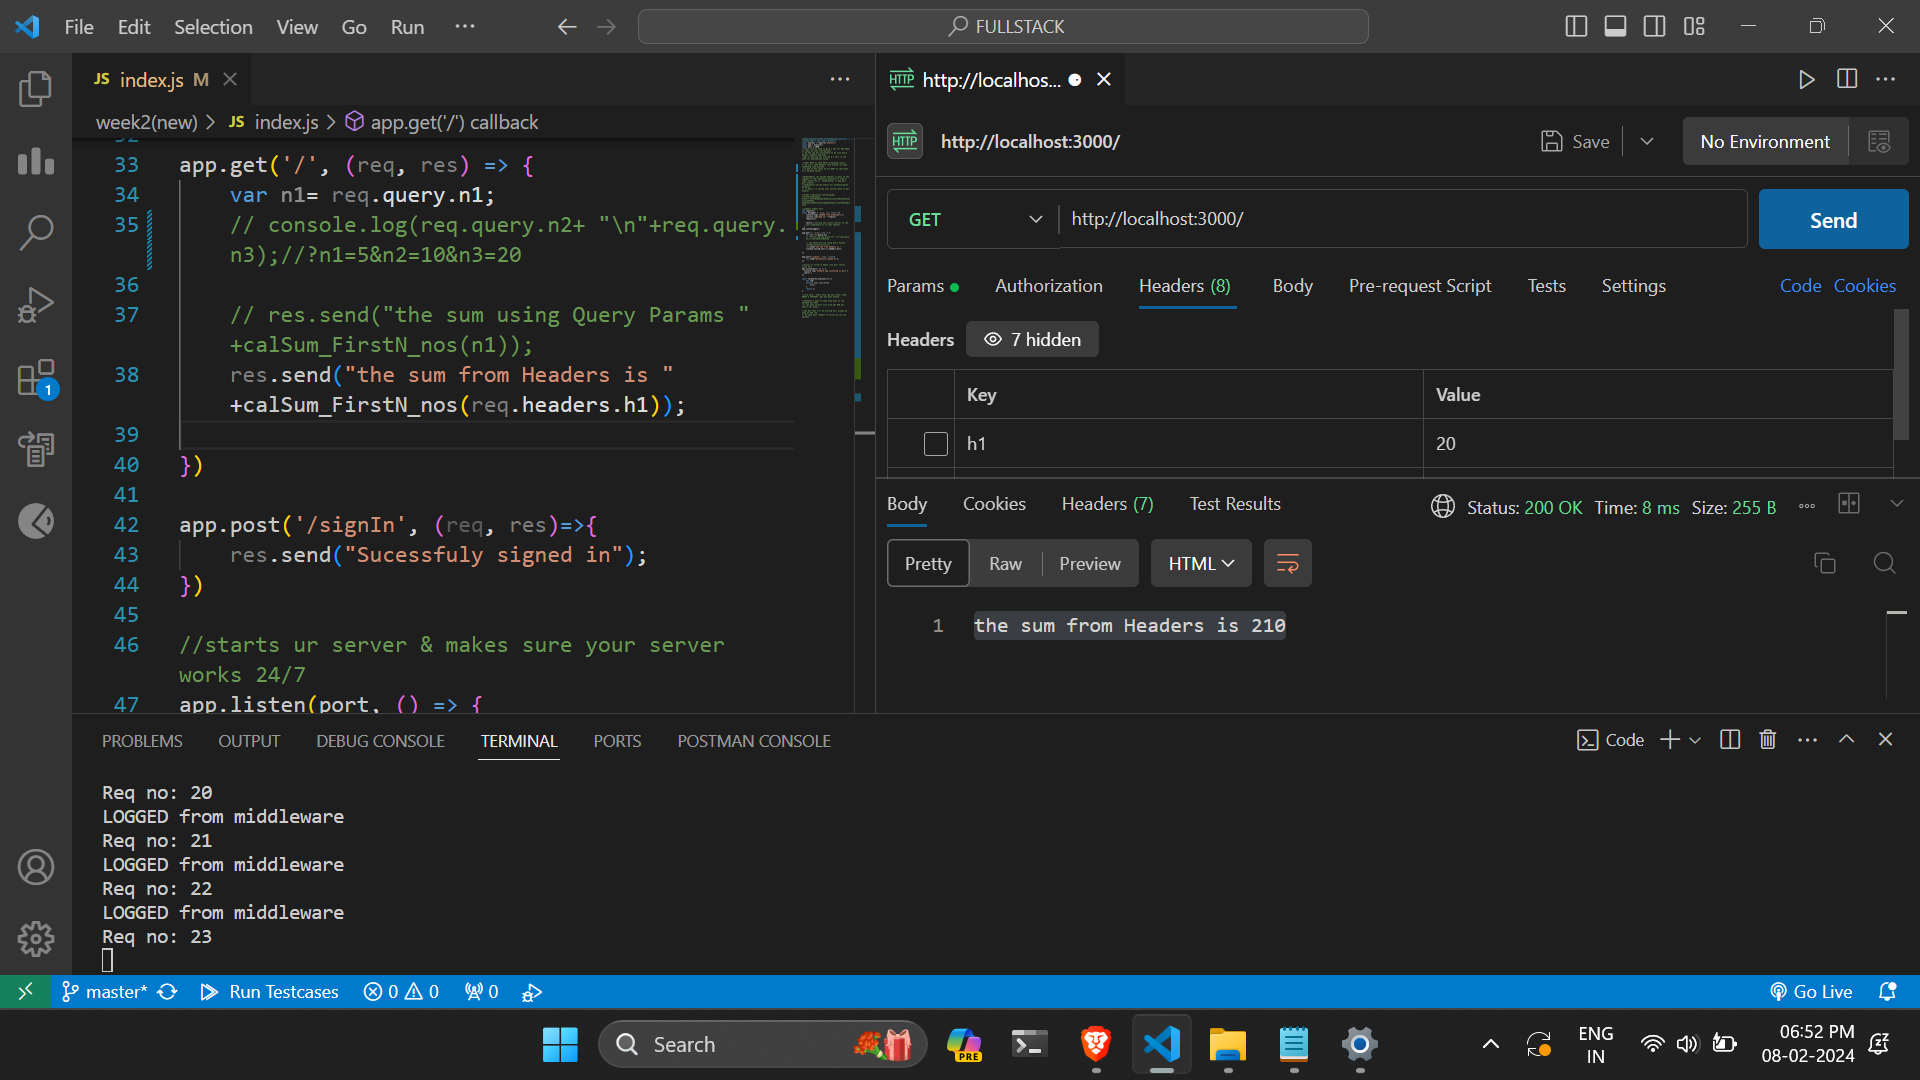 File Edit Selection View Go Run ··· FULLSTACK
JS index.js M
HTTP http://localhos...
week2(new) > JS index.js > app.get('/') callback
HTTP http://localhost:3000/ Save No Environment
33 app.get('/', (req, res) => {
34 var n1= req.query.n1;
35 // console.log(req.query.n2+ "\n"+req.query.
n3);//?n1=5&n2=10&n3=20
36
37 // res.send("the sum using Query Params "
+calSum_FirstN_nos(n1));
38 res.send("the sum from Headers is "
+calSum_FirstN_nos(req.headers.h1));
39
40 })
41
42 app.post('/signIn', (req, res)=>{
43 res.send("Sucessfuly signed in");
44 })
45
46 //starts ur server & makes sure your server
works 24/7
47 app.listen(port, () => {
GET http://localhost:3000/ Send
Params Authorization Headers (8) Body Pre-request Script Tests Settings Code Cookies
Headers 7 hidden
Key Value
h1 20
Body Cookies Headers (7) Test Results Status: 200 OK Time: 8 ms Size: 255 B
Pretty Raw Preview HTML
1 the sum from Headers is 210
PROBLEMS OUTPUT DEBUG CONSOLE TERMINAL PORTS POSTMAN CONSOLE Code
Req no: 20
LOGGED from middleware
Req no: 21
LOGGED from middleware
Req no: 22
LOGGED from middleware
Req no: 23
1
master* Run Testcases 0 0 0 Go Live
Search PRE ENG
IN
06:52 PM
08-02-2024